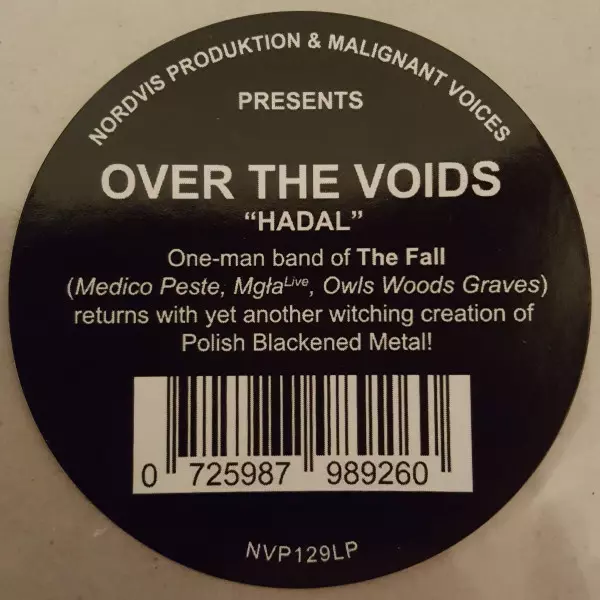 NORDVIS PRODUKTION & MALIGNANT VOICES
PRESENTS
OVER THE VOIDS
“HADAL”
One-man band of The Fall
(Medico Peste, MgłaLive, Owls Woods Graves)
returns with yet another witching creation of
Polish Blackened Metal!
0 725987 989260
NVP129LP